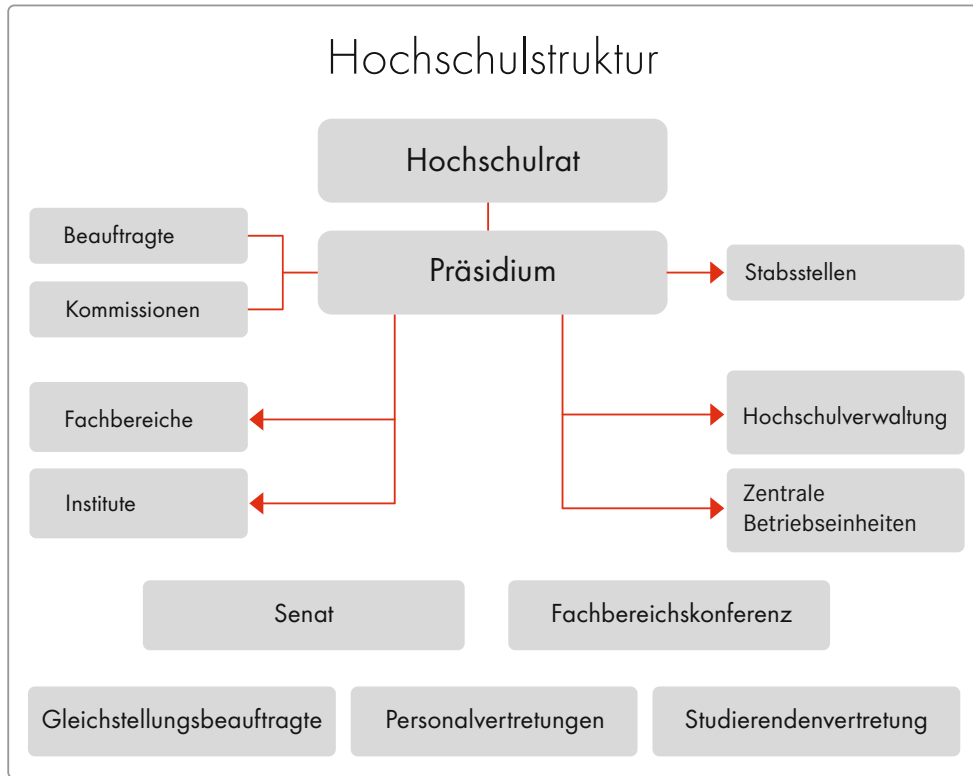 Hochschulstruktur
Hochschulrat
Beauftragte
Präsidium
Stabsstellen
Kommissionen
Fachbereiche
Hochschulverwaltung
Institute
Zentrale
Betriebseinheiten
Senat
Fachbereichskonferenz
Gleichstellungsbeauftragte
Personalvertretungen
Studierendenvertretung